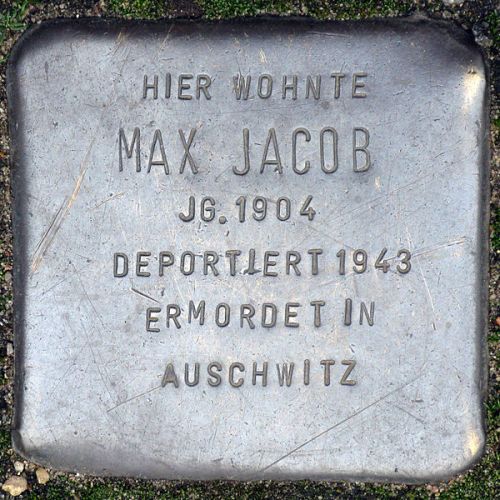 HIER WOHNTE
MAX JACOB
JG. 1904
DEPORTIERT 1943
ERMORDET IN
AUSCHWITZ